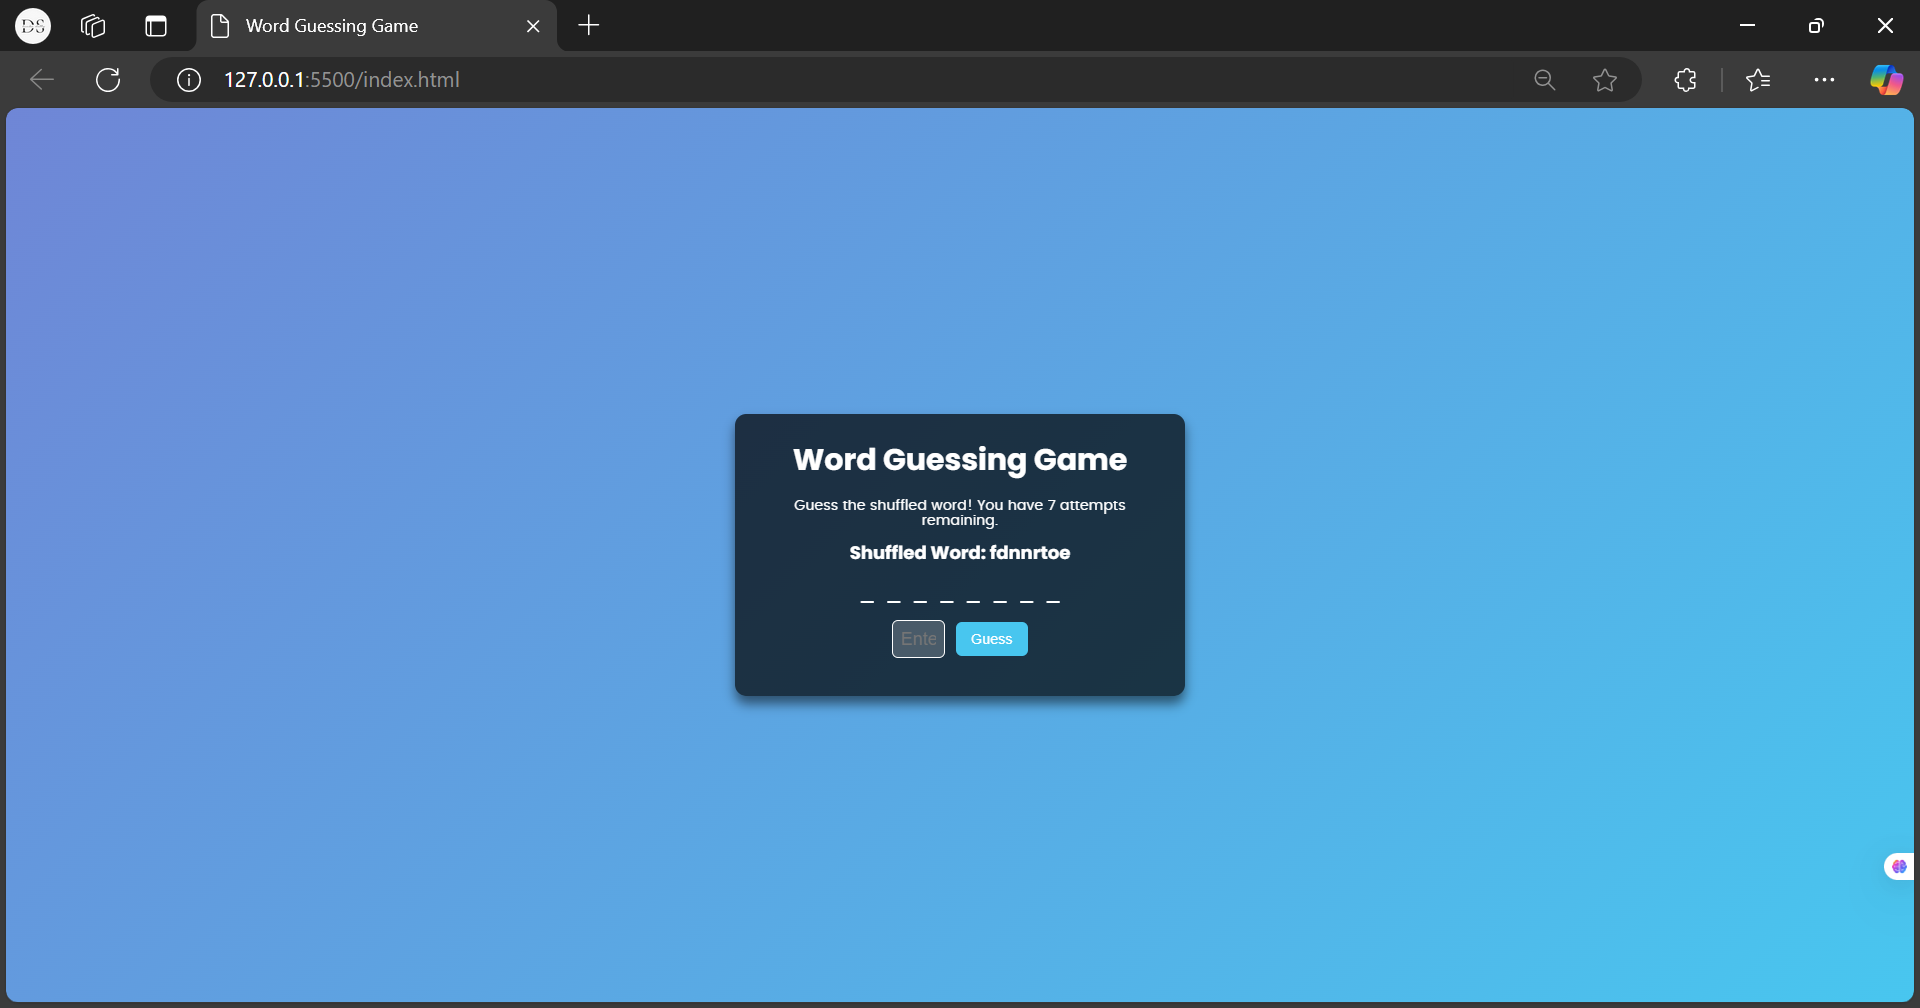 DS
Word Guessing Game
127.0.0.1:5500/index.html
Word Guessing Game
Guess the shuffled word! You have 7 attempts
remaining.
Shuffled Word: fdnnrtoe
_ _ _ _ _ _ _ _
Ente
Guess